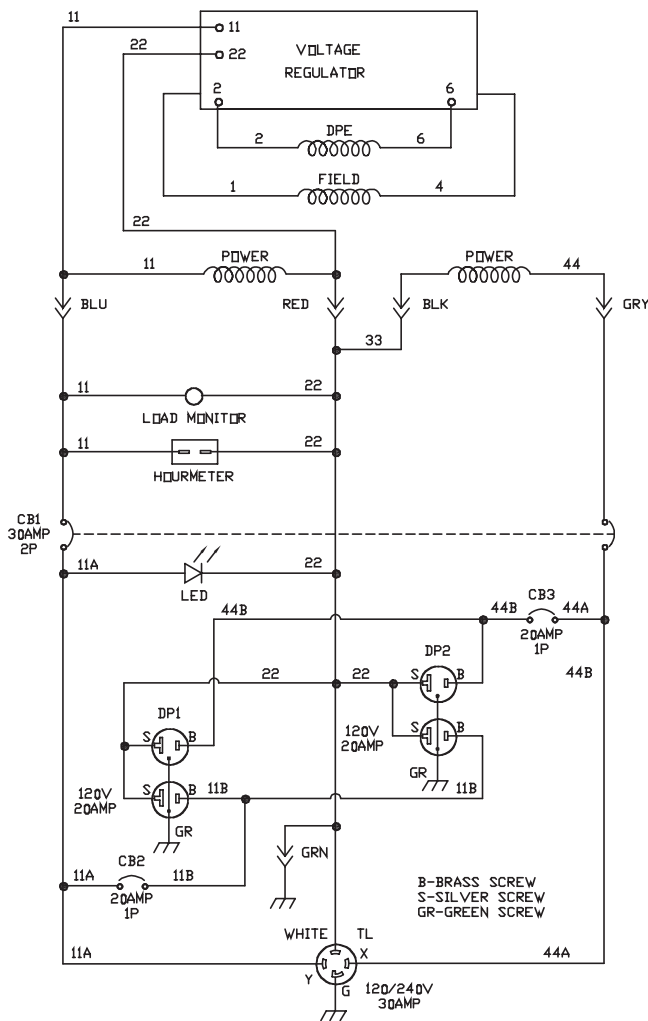 11
11
22
22
VOLTAGE
REGULATOR
2
6
2
DPE
6
1
FIELD
4
22
11
POWER
POWER
44
BLU
RED
BLK
GRY
33
11
22
LOAD MONITOR
11
22
HOURMETER
CB1
30AMP
2P
11A
22
LED
44B
44B
CB3
44A
20AMP
1P
DP2
44B
22
22
S
B
DP1
S
B
120V
20AMP
S
B
GR
11B
120V
20AMP
S
B
11B
GR
CB2
11A
11B
20AMP
1P
GRN
B-BRASS SCREW
S-SILVER SCREW
GR-GREEN SCREW
WHITE
TL
11A
X
44A
Y
G
120/240V
30AMP